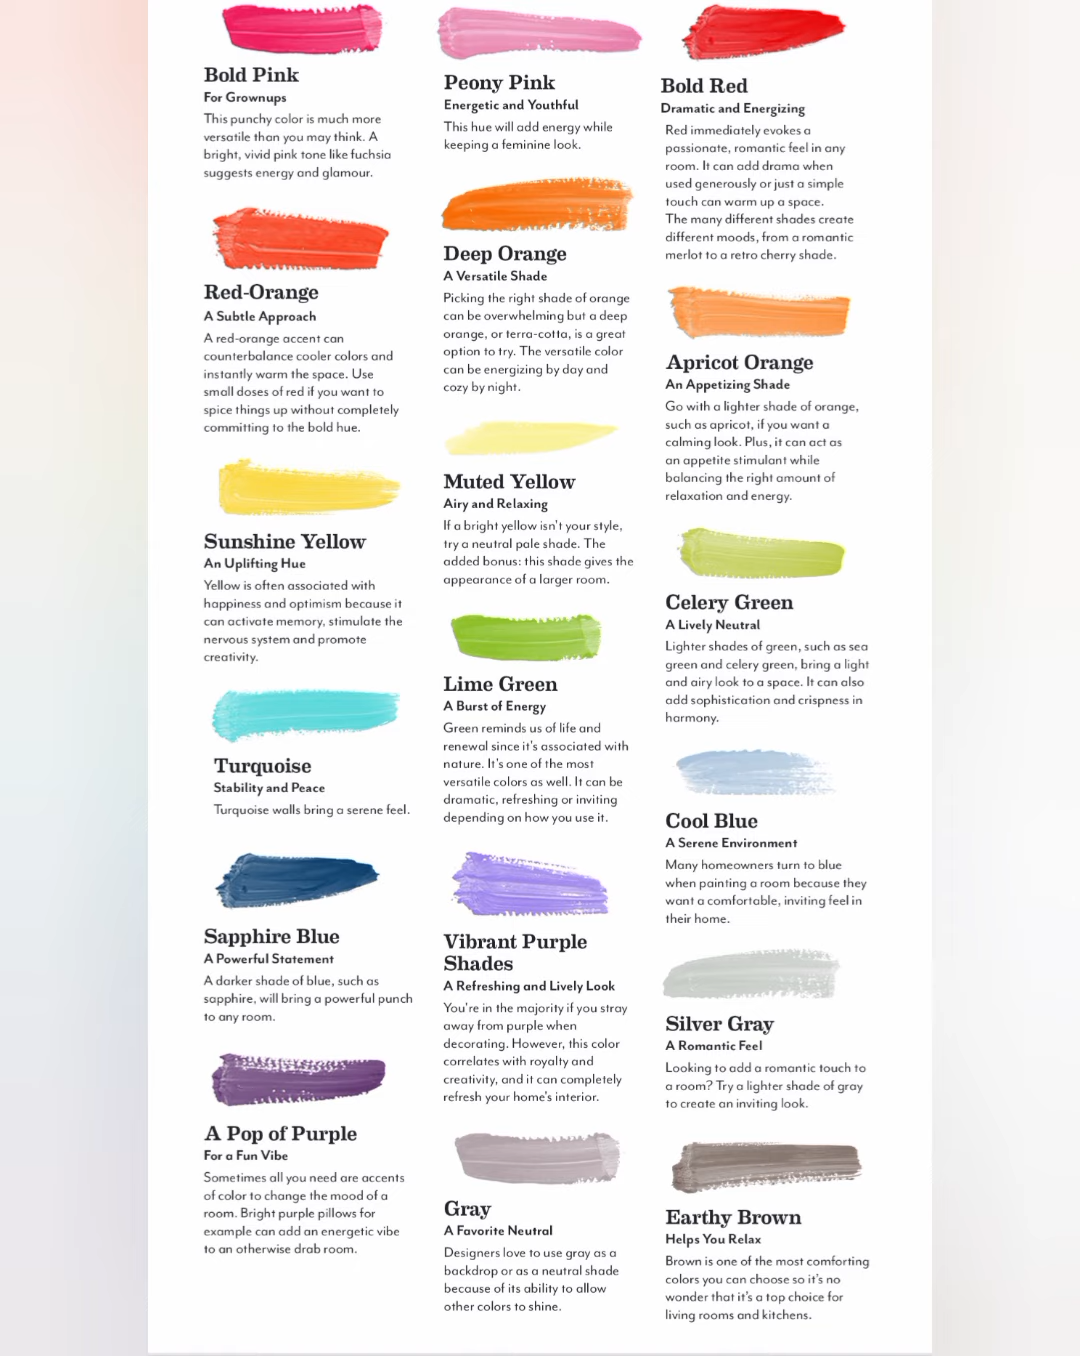 Bold Pink
For Grownups
This punchy color is much more
versatile than you may think. A
bright, vivid pink tone like fuchsia
suggests energy and glamour.
Red-Orange
A Subtle Approach
A red-orange accent can
counterbalance cooler colors and
instantly warm the space. Use
small doses of red if you want to
spice things up without completely
committing to the bold hue.
Sunshine Yellow
An Uplifting Hue
Yellow is often associated with
happiness and optimism because it
can activate memory, stimulate the
nervous system and promote
creativity.
Turquoise
Stability and Peace
Turquoise walls bring a serene feel.
Sapphire Blue
A Powerful Statement
A darker shade of blue, such as
sapphire, will bring a powerful punch
to any room.
A Pop of Purple
For a Fun Vibe
Sometimes all you need are accents
of color to change the mood of a
room. Bright purple pillows for
example can add an energetic vibe
to an otherwise drab room.
Peony Pink
Energetic and Youthful
This hue will add energy while
keeping a feminine look.
Deep Orange
A Versatile Shade
Picking the right shade of orange
can be overwhelming but a deep
orange, or terra-cotta, is a great
option to try. The versatile color
can be energizing by day and
cozy by night.
Muted Yellow
Airy and Relaxing
If a bright yellow isn't your style,
try a neutral pale shade. The
added bonus: this shade gives the
appearance of a larger room.
Lime Green
A Burst of Energy
Green reminds us of life and
renewal since it's associated with
nature. It's one of the most
versatile colors as well. It can be
dramatic, refreshing or inviting
depending on how you use it.
Vibrant Purple
Shades
A Refreshing and Lively Look
You're in the majority if you stray
away from purple when
decorating. However, this color
correlates with royalty and
creativity, and it can completely
refresh your home's interior.
Gray
A Favorite Neutral
Designers love to use gray as a
backdrop or as a neutral shade
because of its ability to allow
other colors to shine.
Bold Red
Dramatic and Energizing
Red immediately evokes a
passionate, romantic feel in any
room. It can add drama when
used generously or just a simple
touch can warm up a space.
The many different shades create
different moods, from a romantic
merlot to a retro cherry shade.
Apricot Orange
An Appetizing Shade
Go with a lighter shade of orange,
such as apricot, if you want a
calming look. Plus, it can act as
an appetite stimulant while
balancing the right amount of
relaxation and energy.
Celery Green
A Lively Neutral
Lighter shades of green, such as sea
green and celery green, bring a light
and airy look to a space. It can also
add sophistication and crispness in
harmony.
Cool Blue
A Serene Environment
Many homeowners turn to blue
when painting a room because they
want a comfortable, inviting feel in
their home.
Silver Gray
A Romantic Feel
Looking to add a romantic touch to
a room? Try a lighter shade of gray
to create an inviting look.
Earthy Brown
Helps You Relax
Brown is one of the most comforting
colors you can choose so it's no
wonder that it's a top choice for
living rooms and kitchens.